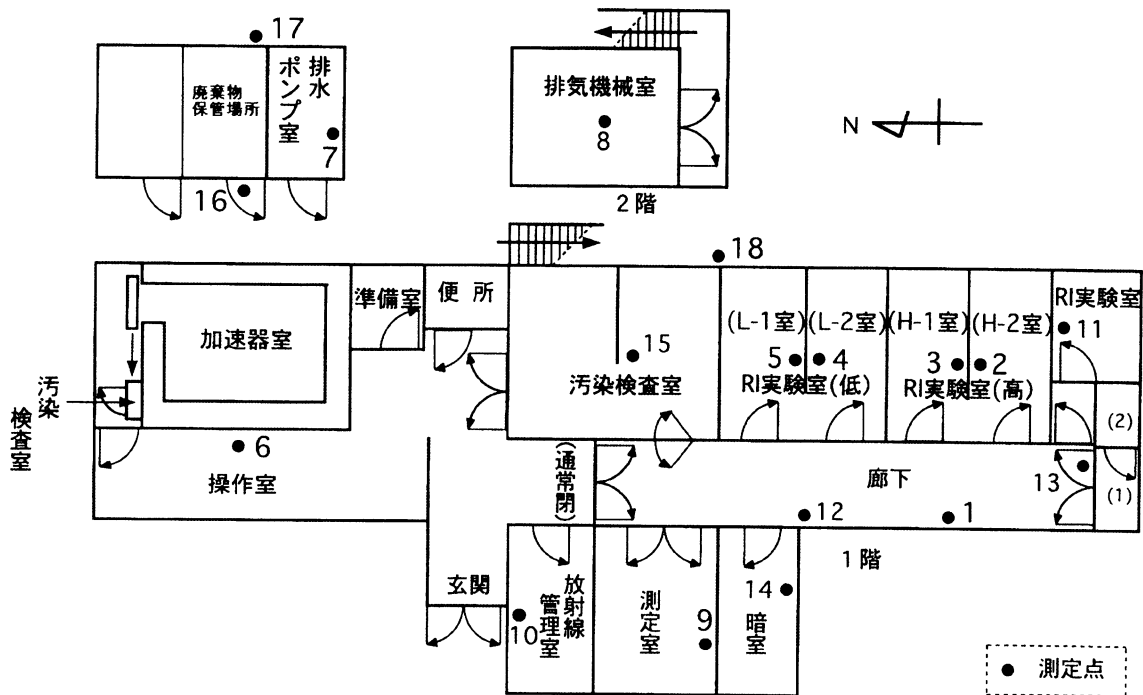 17
廃棄物
保管場所
排水
ポンプ室
7
16
排気機械室
8
2階
N
18
準備室
便 所
加速器室
汚染
検査室
6
操作室
15
汚染検査室
(L-1室)
(L-2室)
(H-1室)
(H-2室)
5
4
3
2
RI実験室(低)
RI実験室(高)
RI実験室
11
(2)
(1)
(通常閉)
廊下
13
12
1
1階
玄関
放射線
管理室
10
測定室
9
14
暗室
● 測定点